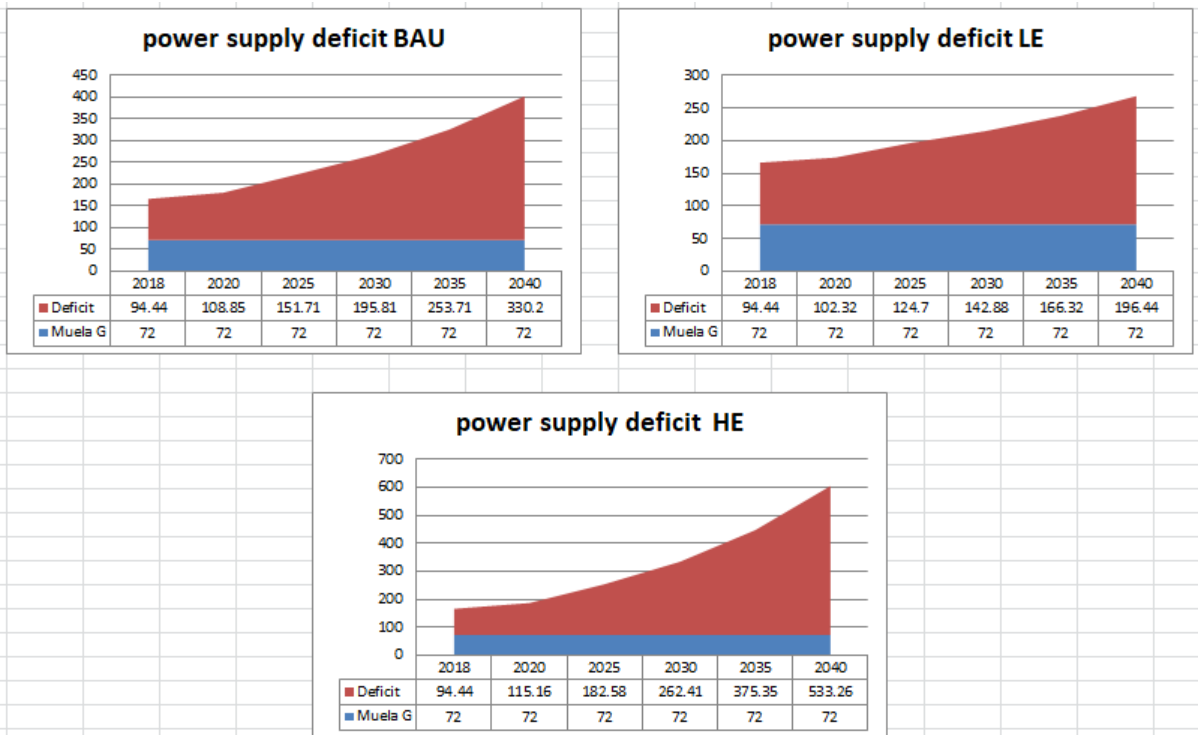 power supply deficit BAU
450
400
350
300
250
200
150
100
50
0
2018 2020 2025 2030 2035 2040
Deficit 94.44 108.85 151.71 195.81 253.71 330.2
Muela G 72 72 72 72 72 72
power supply deficit LE
300
250
200
150
100
50
0
2018 2020 2025 2030 2035 2040
Deficit 94.44 102.32 124.7 142.88 166.32 196.44
Muela G 72 72 72 72 72 72
power supply deficit HE
700
600
500
400
300
200
100
0
2018 2020 2025 2030 2035 2040
Deficit 94.44 115.16 182.58 262.41 375.35 533.26
Muela G 72 72 72 72 72 72